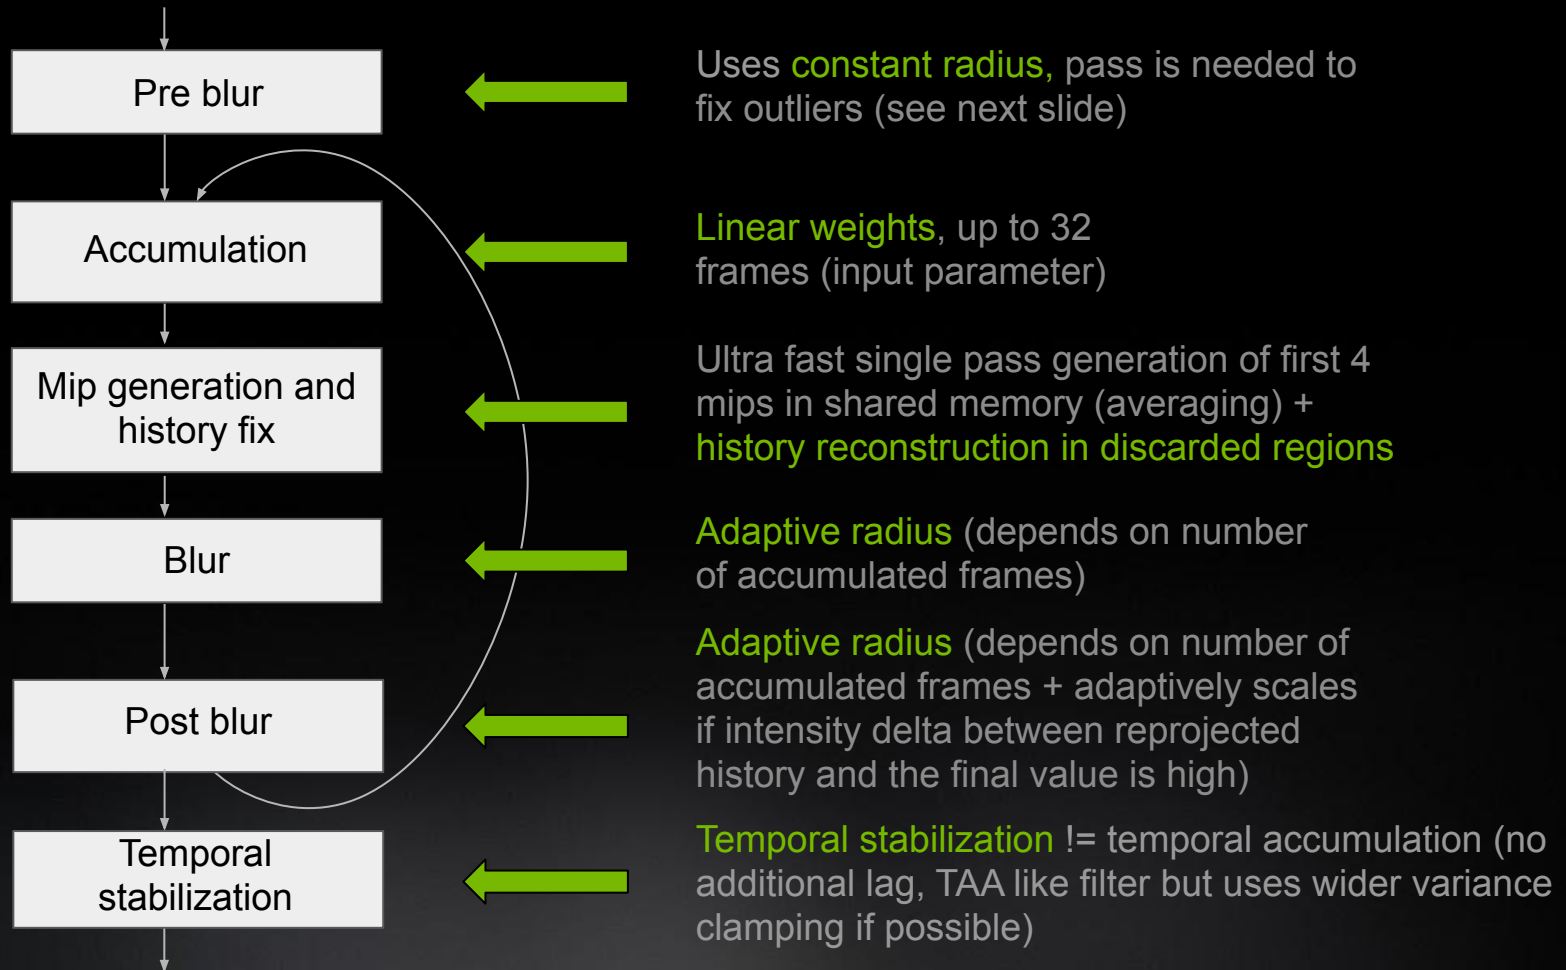 Pre blur
Uses constant radius, pass is needed to
fix outliers (see next slide)
Accumulation
Linear weights, up to 32
frames (input parameter)
Mip generation and
history fix
Ultra fast single pass generation of first 4
mips in shared memory (averaging) +
history reconstruction in discarded regions
Blur
Adaptive radius (depends on number
of accumulated frames)
Post blur
Adaptive radius (depends on number of
accumulated frames + adaptively scales
if intensity delta between reprojected
history and the final value is high)
Temporal
stabilization
Temporal stabilization != temporal accumulation (no
additional lag, TAA like filter but uses wider variance
clamping if possible)